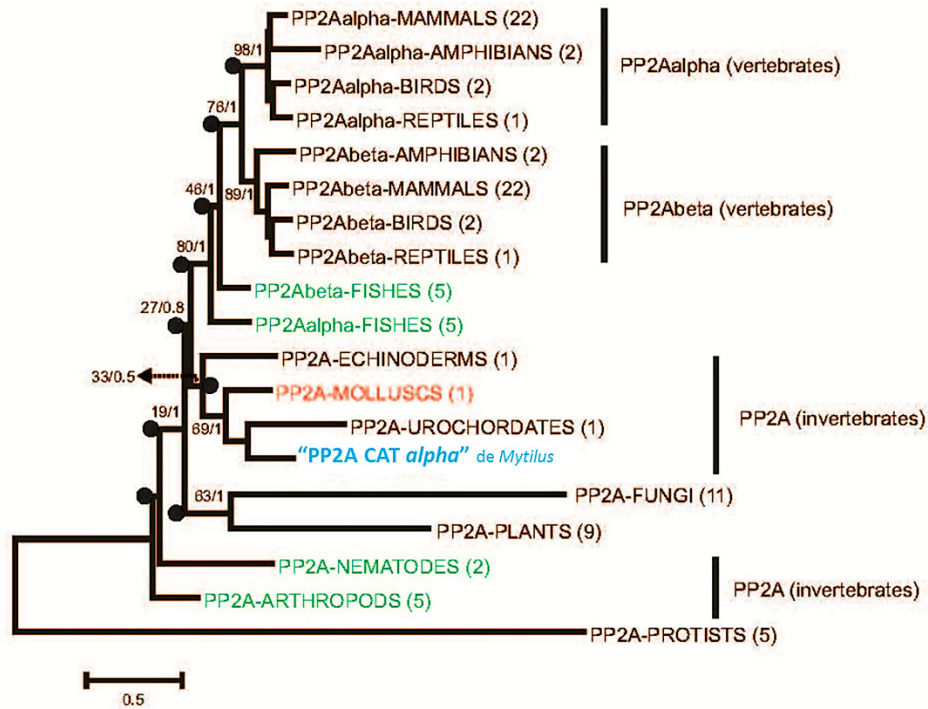 PP2Aalpha-MAMMALS (22)
98/1
PP2Aalpha-AMPHIBIANS (2)
PP2Aalpha (vertebrates)
PP2Aalpha-BIRDS (2)
76/1
PP2Aalpha-REPTILES (1)
PP2Abeta-AMPHIBIANS (2)
46/1
89/1
PP2Abeta-MAMMALS (22)
PP2Abeta (vertebrates)
PP2Abeta-BIRDS (2)
80/1
PP2Abeta-REPTILES (1)
PP2Abeta-FISHES (5)
27/0.8
PP2Aalpha-FISHES (5)
PP2A-ECHINODERMS (1)
33/0.5
PP2A-MOLLUSCS (1)
19/1
69/1
PP2A-UROCHORDATES (1)
PP2A (invertebrates)
“PP2A CAT alpha” de Mytilus
63/1
PP2A-FUNGI (11)
PP2A-PLANTS (9)
PP2A-NEMATODES (2)
PP2A (invertebrates)
PP2A-ARTHROPODS (5)
PP2A-PROTISTS (5)
0.5